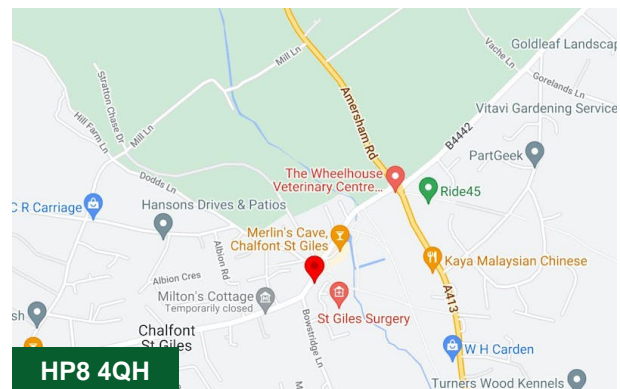 Goldleaf Landscap
Vache Ln
Gorelands Ln
Mill Ln
Stratton Chase Dr
Amersham Rd
Vitavi Gardening Service
B4442
Hill Farm Ln
Mill Ln
PartGeek
The Wheelhouse
Veterinary Centre...
Dodds Ln
Ride45
C R Carriage
Hansons Drives & Patios
Merlin's Cave,
Chalfont St Giles
Albion Rd
Kaya Malaysian Chinese
Albion Cres
Milton's Cottage
Temporarily closed
A413
St Giles Surgery
sh
Chalfont
St Giles
Bowstridge Ln
W H Carden
HP8 4QH
Turners Wood Kennels